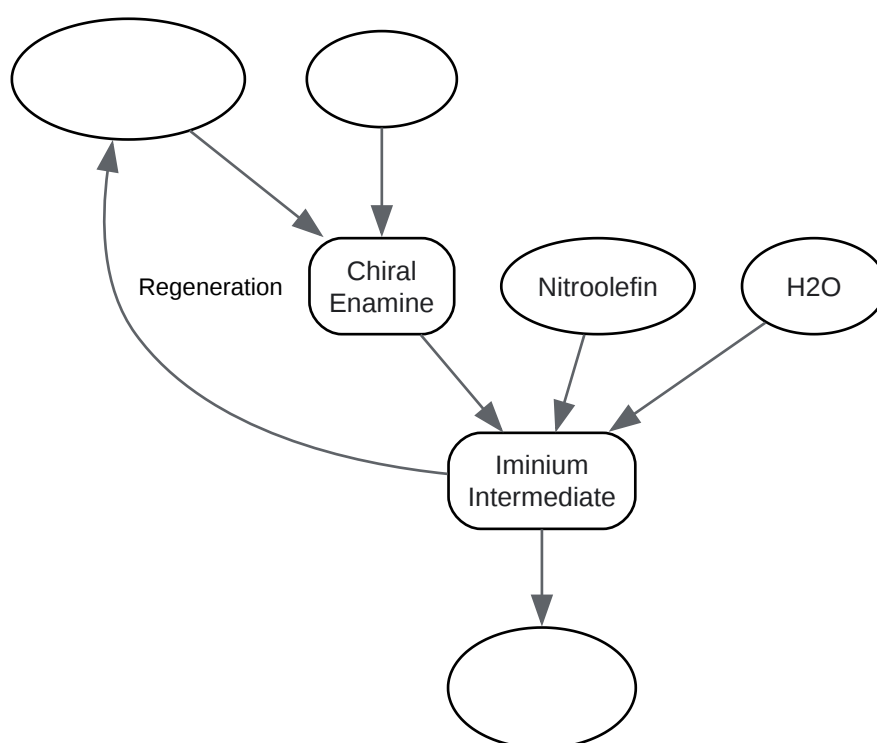 Regeneration
Chiral
Enamine
Nitroolefin
H2O
Iminium
Intermediate